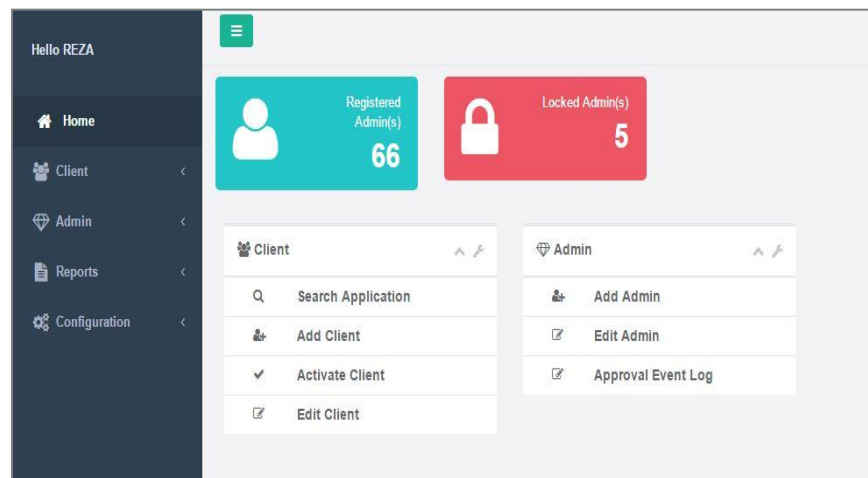 Hello REZA
Home
Client
Admin
Reports
Configuration
Registered
Admin(s)
66
Locked Admin(s)
5
Client
Search Application
Add Client
Activate Client
Edit Client
Admin
Add Admin
Edit Admin
Approval Event Log